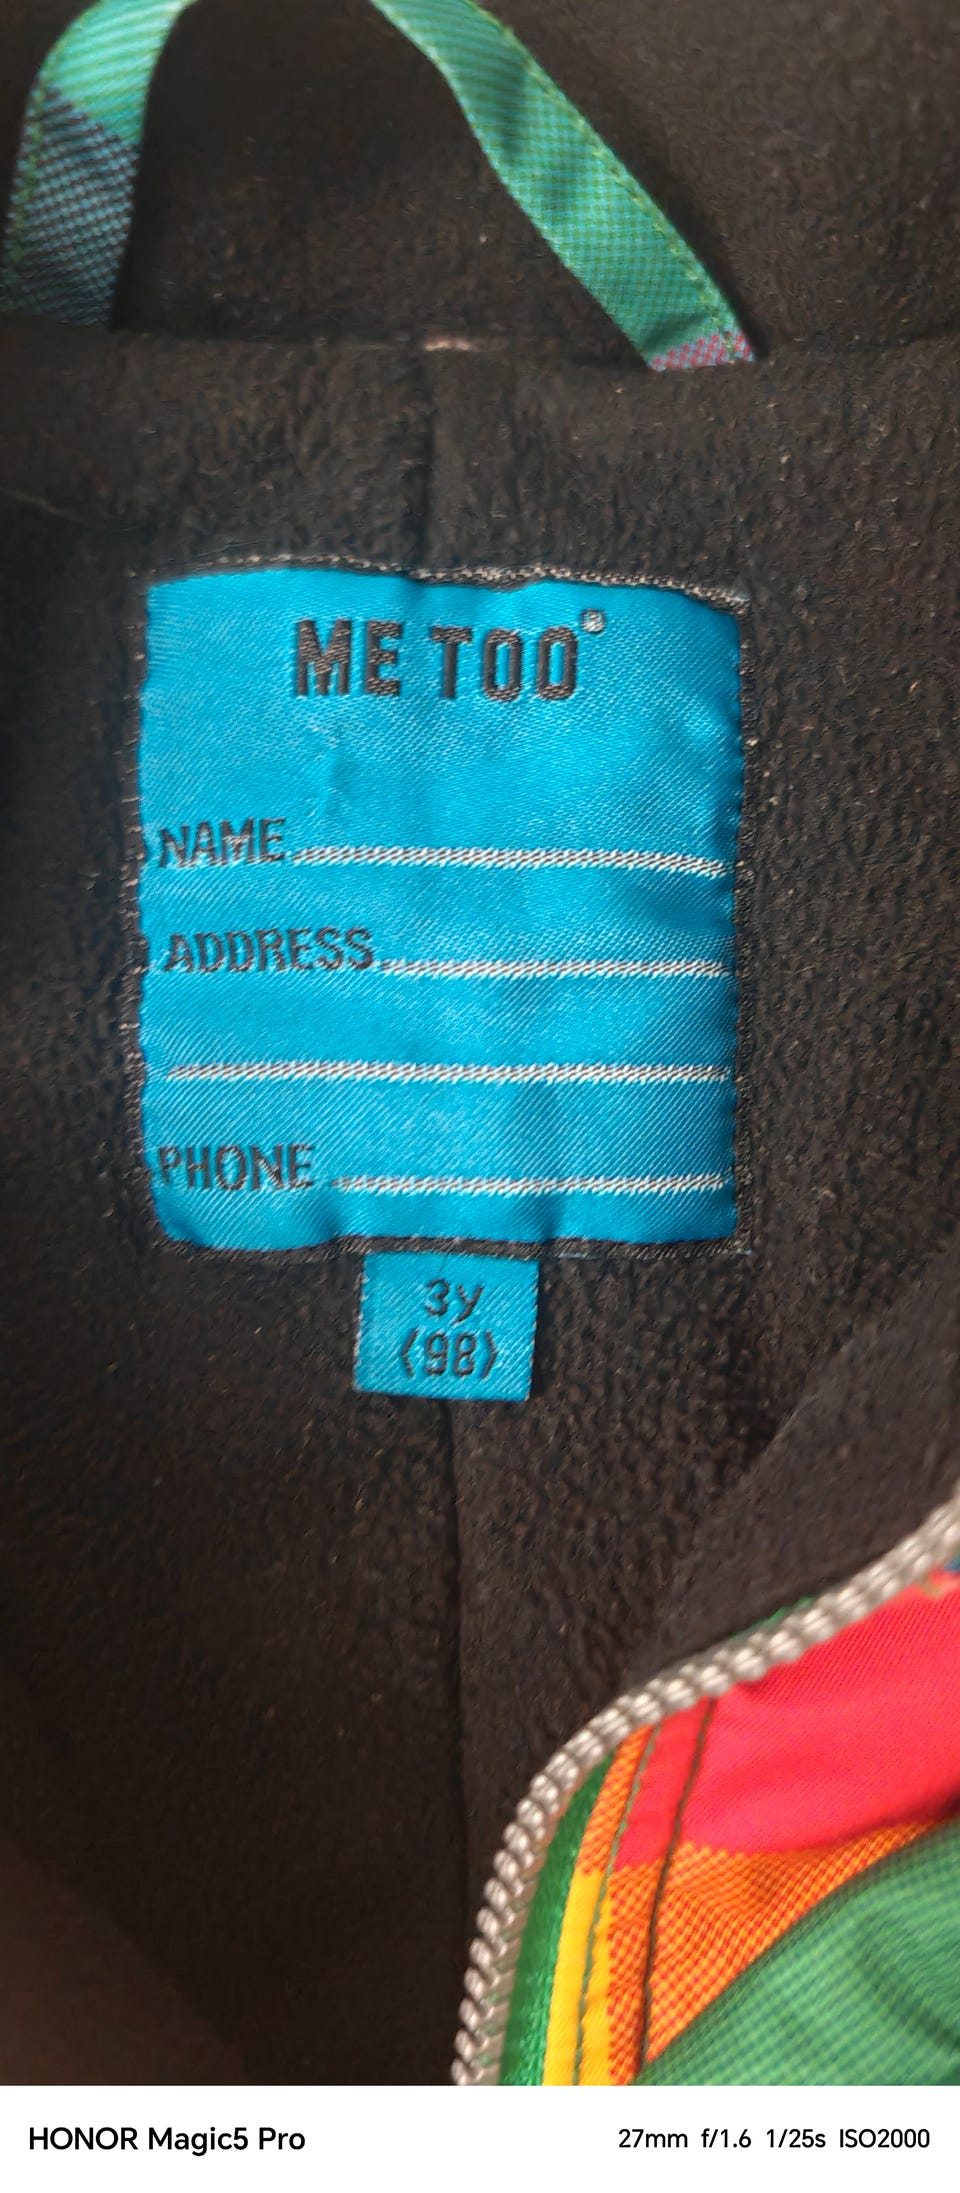 ME TOO®
NAME
ADDRESS
PHONE
3y
(98)
HONOR Magic5 Pro
27mm f/1.6 1/25s ISO2000